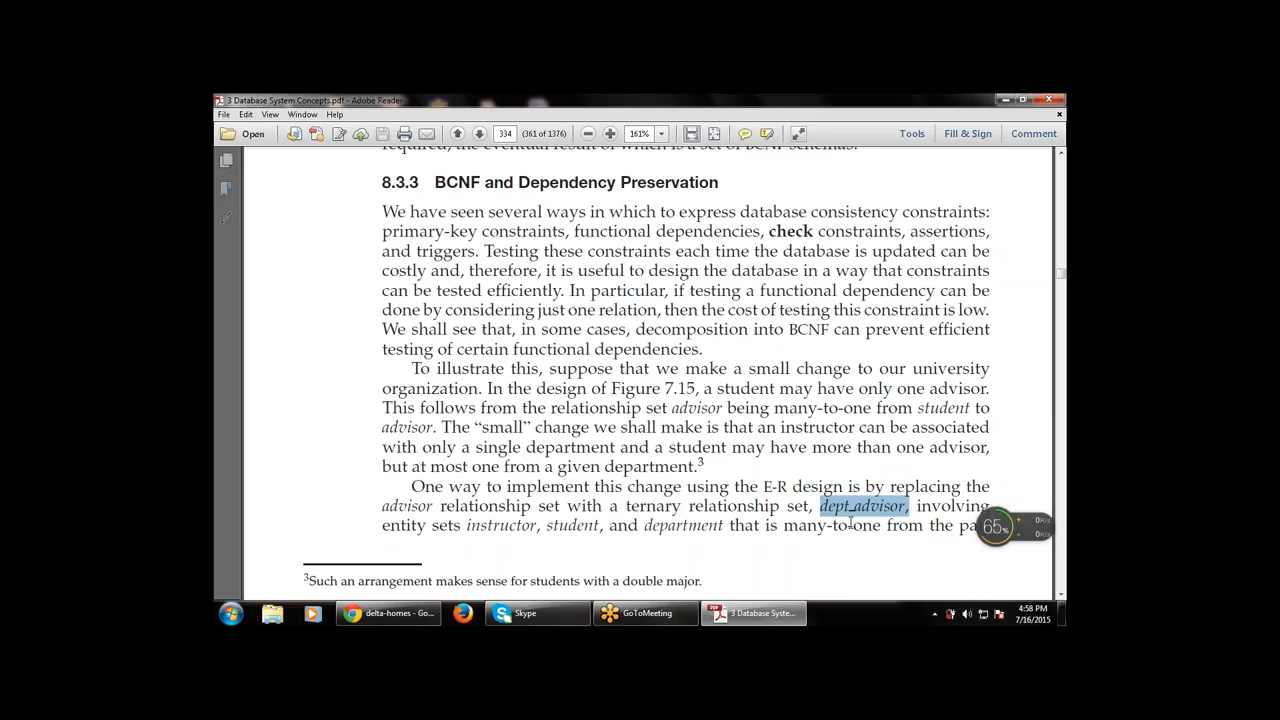 3 Database System Concepts.pdf - Adobe Reader
File Edit View Window Help
Open 334 (361 of 1376) 161% Tools Fill & Sign Comment
required, the eventual result of which is a set of BCNF schemas.
8.3.3 BCNF and Dependency Preservation
We have seen several ways in which to express database consistency constraints:
primary-key constraints, functional dependencies, check constraints, assertions,
and triggers. Testing these constraints each time the database is updated can be
costly and, therefore, it is useful to design the database in a way that constraints
can be tested efficiently. In particular, if testing a functional dependency can be
done by considering just one relation, then the cost of testing this constraint is low.
We shall see that, in some cases, decomposition into BCNF can prevent efficient
testing of certain functional dependencies.
To illustrate this, suppose that we make a small change to our university
organization. In the design of Figure 7.15, a student may have only one advisor.
This follows from the relationship set advisor being many-to-one from student to
advisor. The “small” change we shall make is that an instructor can be associated
with only a single department and a student may have more than one advisor,
but at most one from a given department.3
One way to implement this change using the E-R design is by replacing the
advisor relationship set with a ternary relationship set, dept_advisor, involving
entity sets instructor, student, and department that is many-to-one from the pa
65% 0K/s
0K/s
3Such an arrangement makes sense for students with a double major.
delta-homes - Go... Skype GoToMeeting 3 Database Syste... 4:58 PM
7/16/2015